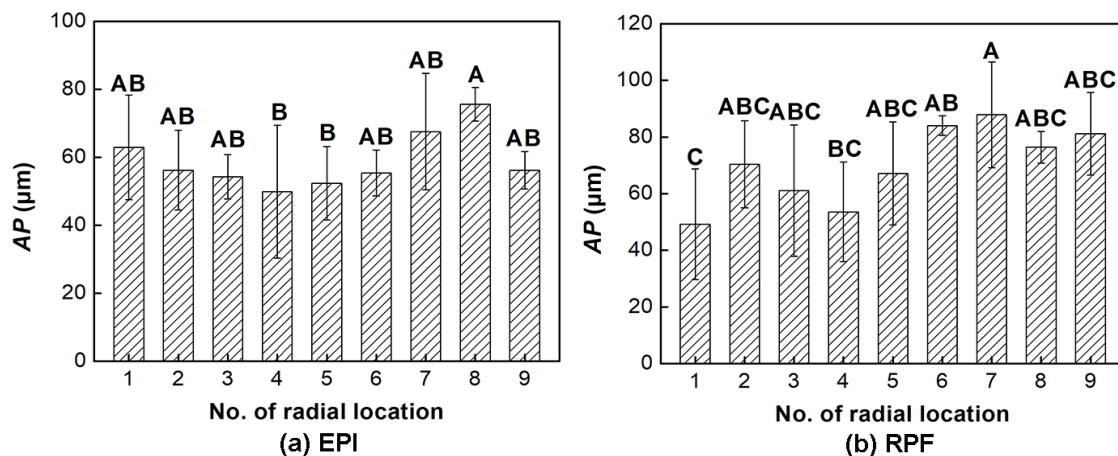 100
80
60
40
20
0
AP (μm)
AB
AB
AB
B
B
AB
AB
A
AB
1 2 3 4 5 6 7 8 9
No. of radial location
(a) EPI
120
100
80
60
40
20
0
AP (μm)
C
ABC
ABC
BC
ABC
AB
A
ABC
ABC
1 2 3 4 5 6 7 8 9
No. of radial location
(b) RPF